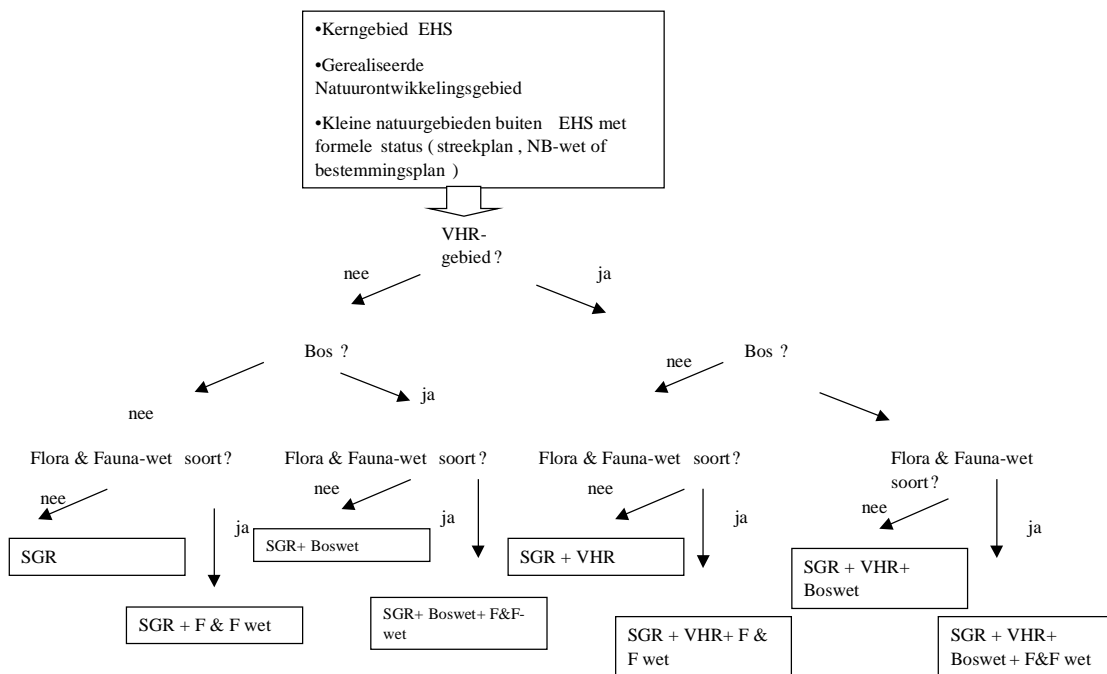 •Kerngebied EHS
•Gerealiseerde
Natuurontwikkelingsgebied
•Kleine natuurgebieden buiten EHS met
formele status ( streekplan , NB-wet of
bestemmingsplan )
VHR-
gebied ?
nee
ja
Bos ?
nee
Bos ?
ja
nee
Flora & Fauna-wet soort ?
Flora & Fauna-wet soort ?
Flora & Fauna-wet soort ?
Flora & Fauna-wet
soort ?
nee
nee
nee
nee
ja
ja
ja
ja
SGR
SGR+ Boswet
SGR + VHR
SGR + VHR+
Boswet
SGR + F & F wet
SGR+ Boswet+ F&F-
wet
SGR + VHR+ F &
F wet
SGR + VHR+
Boswet + F&F wet